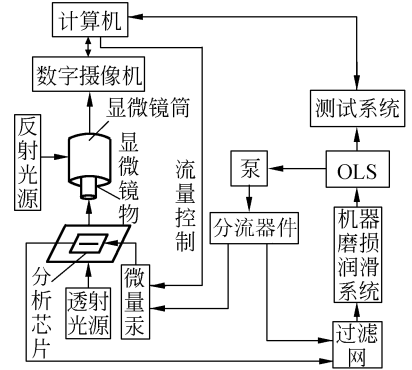 计算机
数字摄像机
显微镜筒
反射光源
显微镜物
流量控制
测试系统
泵
OLS
分流器件
机器
磨损
润滑
系统
分析芯片
透射
光源
微量汞
过滤
网